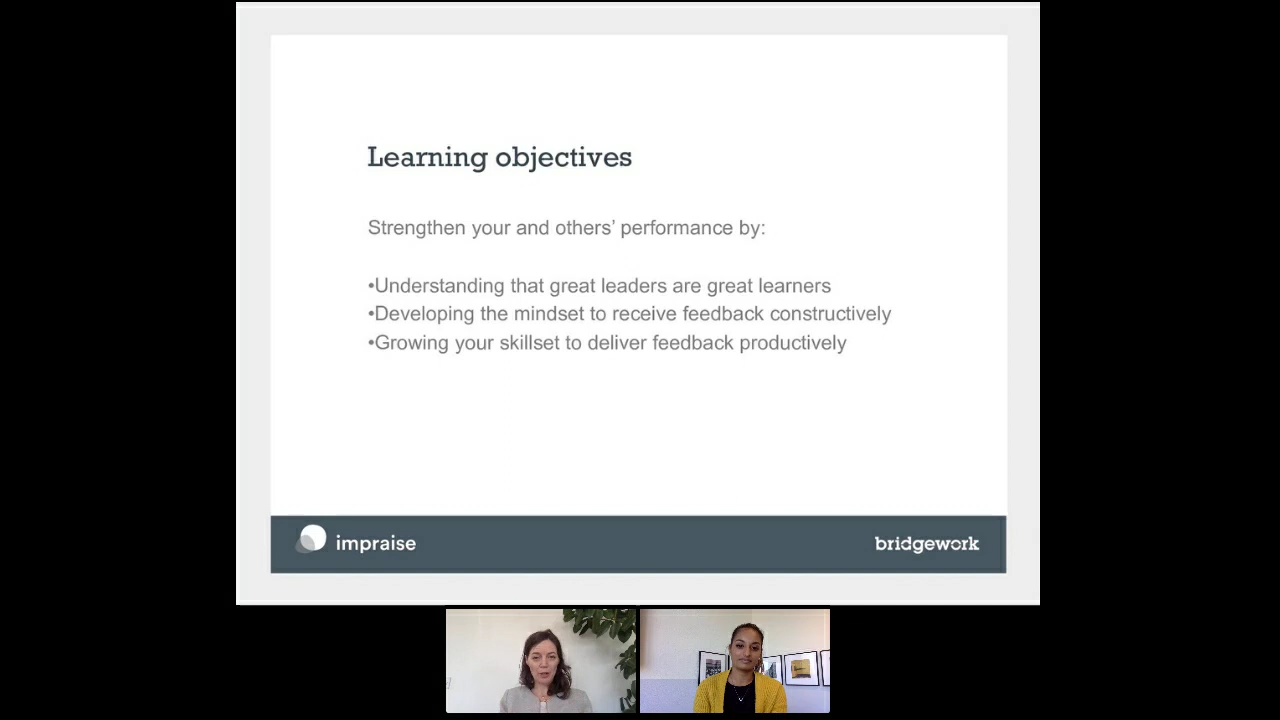 Learning objectives
Strengthen your and others’ performance by:
•Understanding that great leaders are great learners
•Developing the mindset to receive feedback constructively
•Growing your skillset to deliver feedback productively
impraise
bridgework